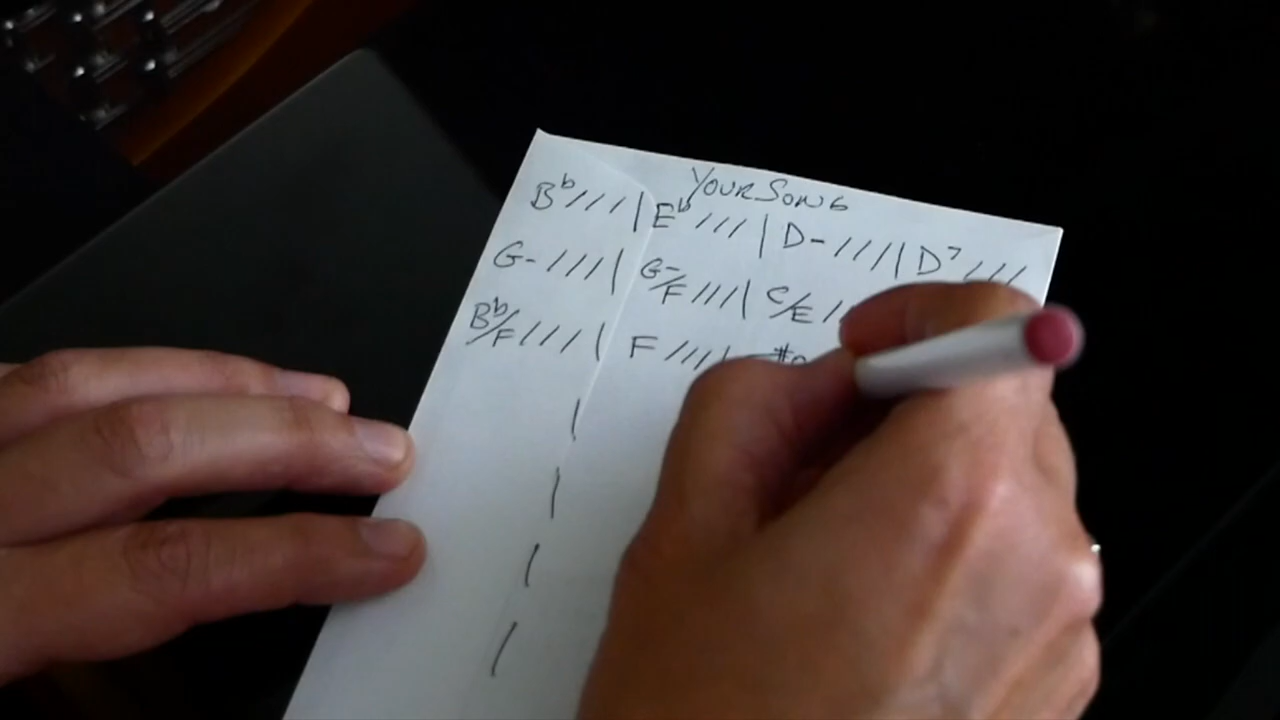 YOUR SONG
B♭/// | E♭/// | D-/// | D7///
G-/// | G-/F/// | C/E/
B♭/F/// | F///|
|
|
|
|